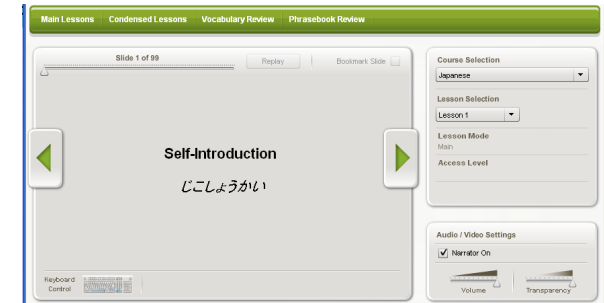 Main Lessons Condensed Lessons Vocabulary Review Phrasebook Review
Slide 1 of 99 Replay Bookmark Slide
Self-Introduction
じこしょうかい
Keyboard
Control
Course Selection
Japanese
Lesson Selection
Lesson 1
Lesson Mode
Main
Access Level
Audio / Video Settings
Narrator On
Volume Transparency